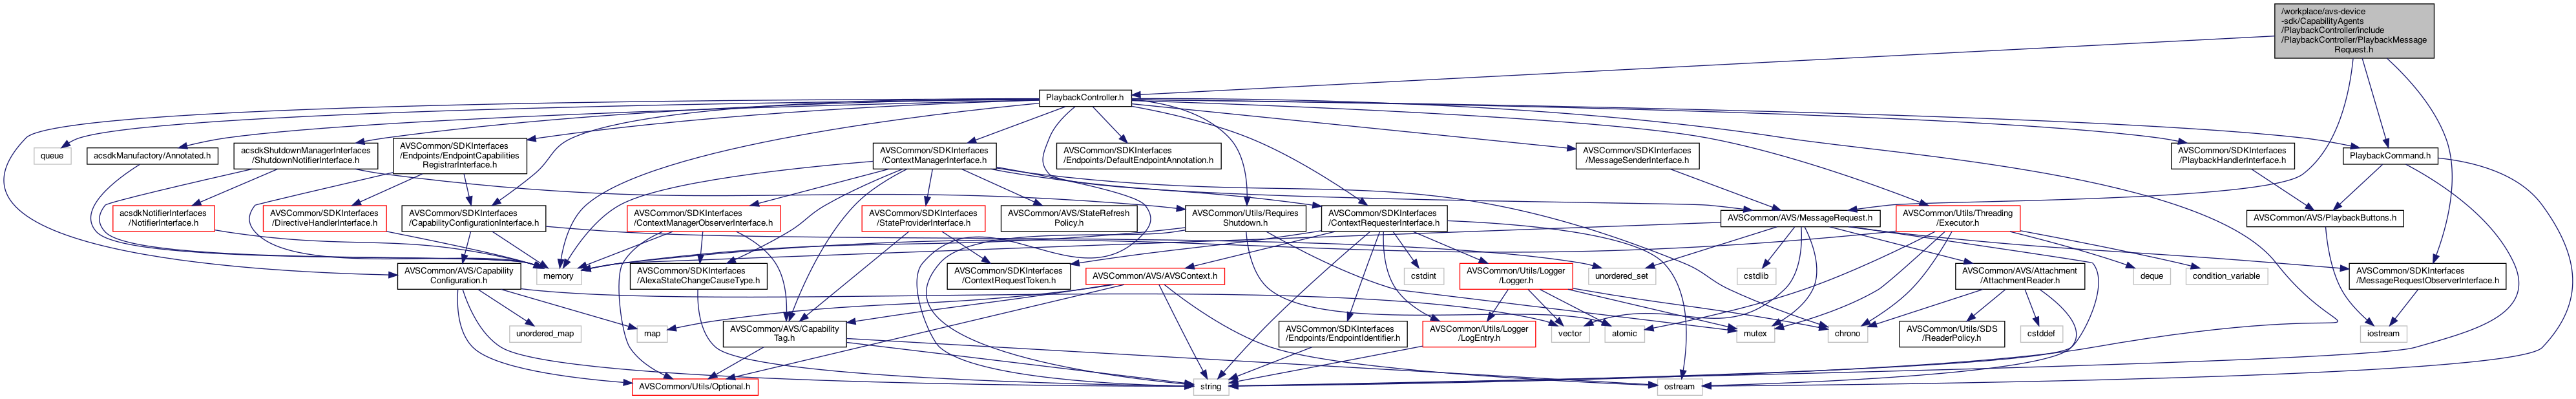 /workplace/avs-device
-sdk/CapabilityAgents
/PlaybackController/include
/PlaybackController/PlaybackMessage
Request.h
PlaybackController.h
queue
acsdkManufactory/Annotated.h
acsdkShutdownManagerInterfaces
/ShutdownNotifierInterface.h
AVSCommon/SDKInterfaces
/Endpoints/EndpointCapabilities
RegistrarInterface.h
AVSCommon/SDKInterfaces
/ContextManagerInterface.h
AVSCommon/SDKInterfaces
/Endpoints/DefaultEndpointAnnotation.h
AVSCommon/SDKInterfaces
/MessageSenderInterface.h
AVSCommon/SDKInterfaces
/PlaybackHandlerInterface.h
PlaybackCommand.h
acsdkNotifierInterfaces
/NotifierInterface.h
AVSCommon/SDKInterfaces
/DirectiveHandlerInterface.h
AVSCommon/SDKInterfaces
/CapabilityConfigurationInterface.h
AVSCommon/SDKInterfaces
/ContextManagerObserverInterface.h
AVSCommon/SDKInterfaces
/StateProviderInterface.h
AVSCommon/AVS/StateRefresh
Policy.h
AVSCommon/Utils/Requires
Shutdown.h
AVSCommon/SDKInterfaces
/ContextRequesterInterface.h
AVSCommon/AVS/MessageRequest.h
AVSCommon/Utils/Threading
/Executor.h
AVSCommon/AVS/PlaybackButtons.h
AVSCommon/AVS/Capability
Configuration.h
memory
AVSCommon/SDKInterfaces
/AlexaStateChangeCauseType.h
AVSCommon/SDKInterfaces
/ContextRequestToken.h
AVSCommon/AVS/AVSContext.h
cstdint
AVSCommon/Utils/Logger
/Logger.h
unordered_set
cstdlib
AVSCommon/AVS/Attachment
/AttachmentReader.h
deque
condition_variable
AVSCommon/SDKInterfaces
/MessageRequestObserverInterface.h
unordered_map
map
AVSCommon/AVS/Capability
Tag.h
AVSCommon/SDKInterfaces
/Endpoints/EndpointIdentifier.h
AVSCommon/Utils/Logger
/LogEntry.h
vector
atomic
mutex
chrono
AVSCommon/Utils/SDS
/ReaderPolicy.h
cstddef
iostream
AVSCommon/Utils/Optional.h
string
ostream